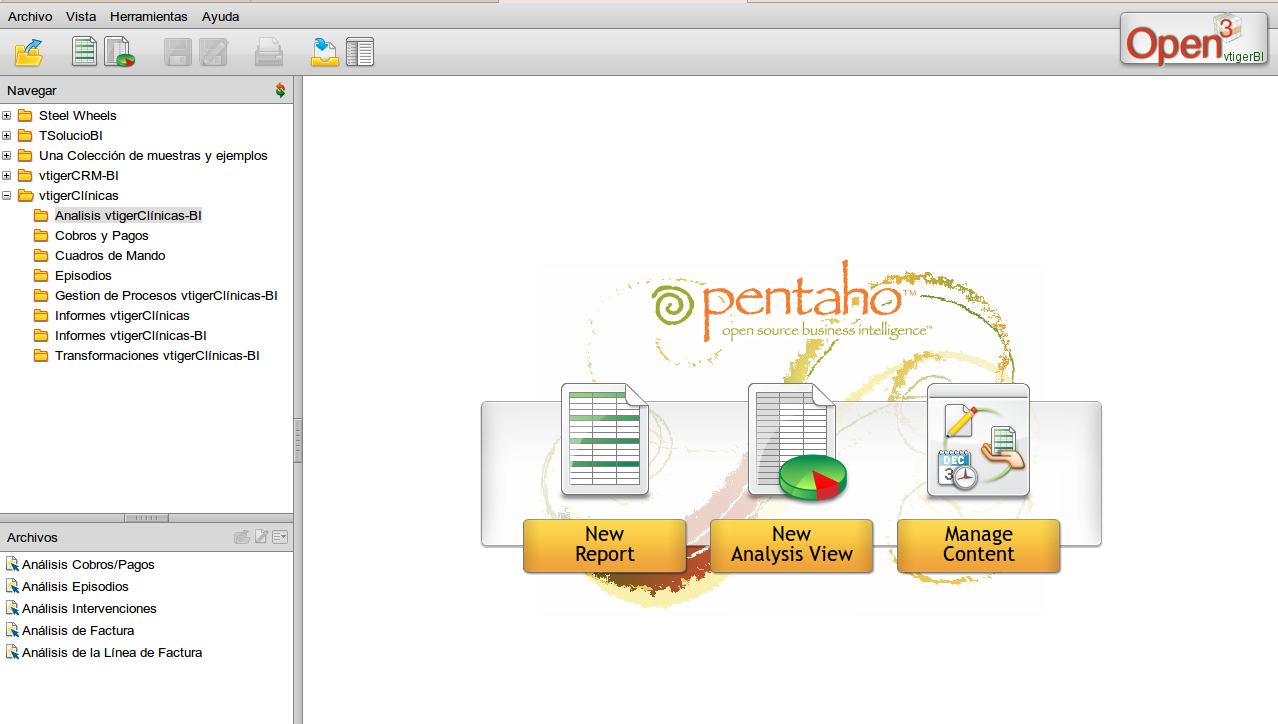 Archivo Vista Herramientas Ayuda
Open3
vtigerBI
Navegar
Steel Wheels
TSolucioBI
Una Colección de muestras y ejemplos
vtigerCRM-BI
vtigerClínicas
Analisis vtigerClínicas-BI
Cobros y Pagos
Cuadros de Mando
Episodios
Gestion de Procesos vtigerClínicas-BI
Informes vtigerClínicas
Informes vtigerClínicas-BI
Transformaciones vtigerClínicas-BI
Archivos
Análisis Cobros/Pagos
Análisis Episodios
Análisis Intervenciones
Análisis de Factura
Análisis de la Línea de Factura
pentaho™
open source business intelligence™
DEC
3
New
Report
New
Analysis View
Manage
Content